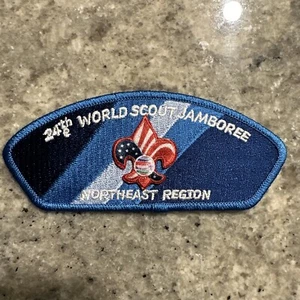 24th WORLD SCOUT JAMBOREE
NORTHEAST REGION